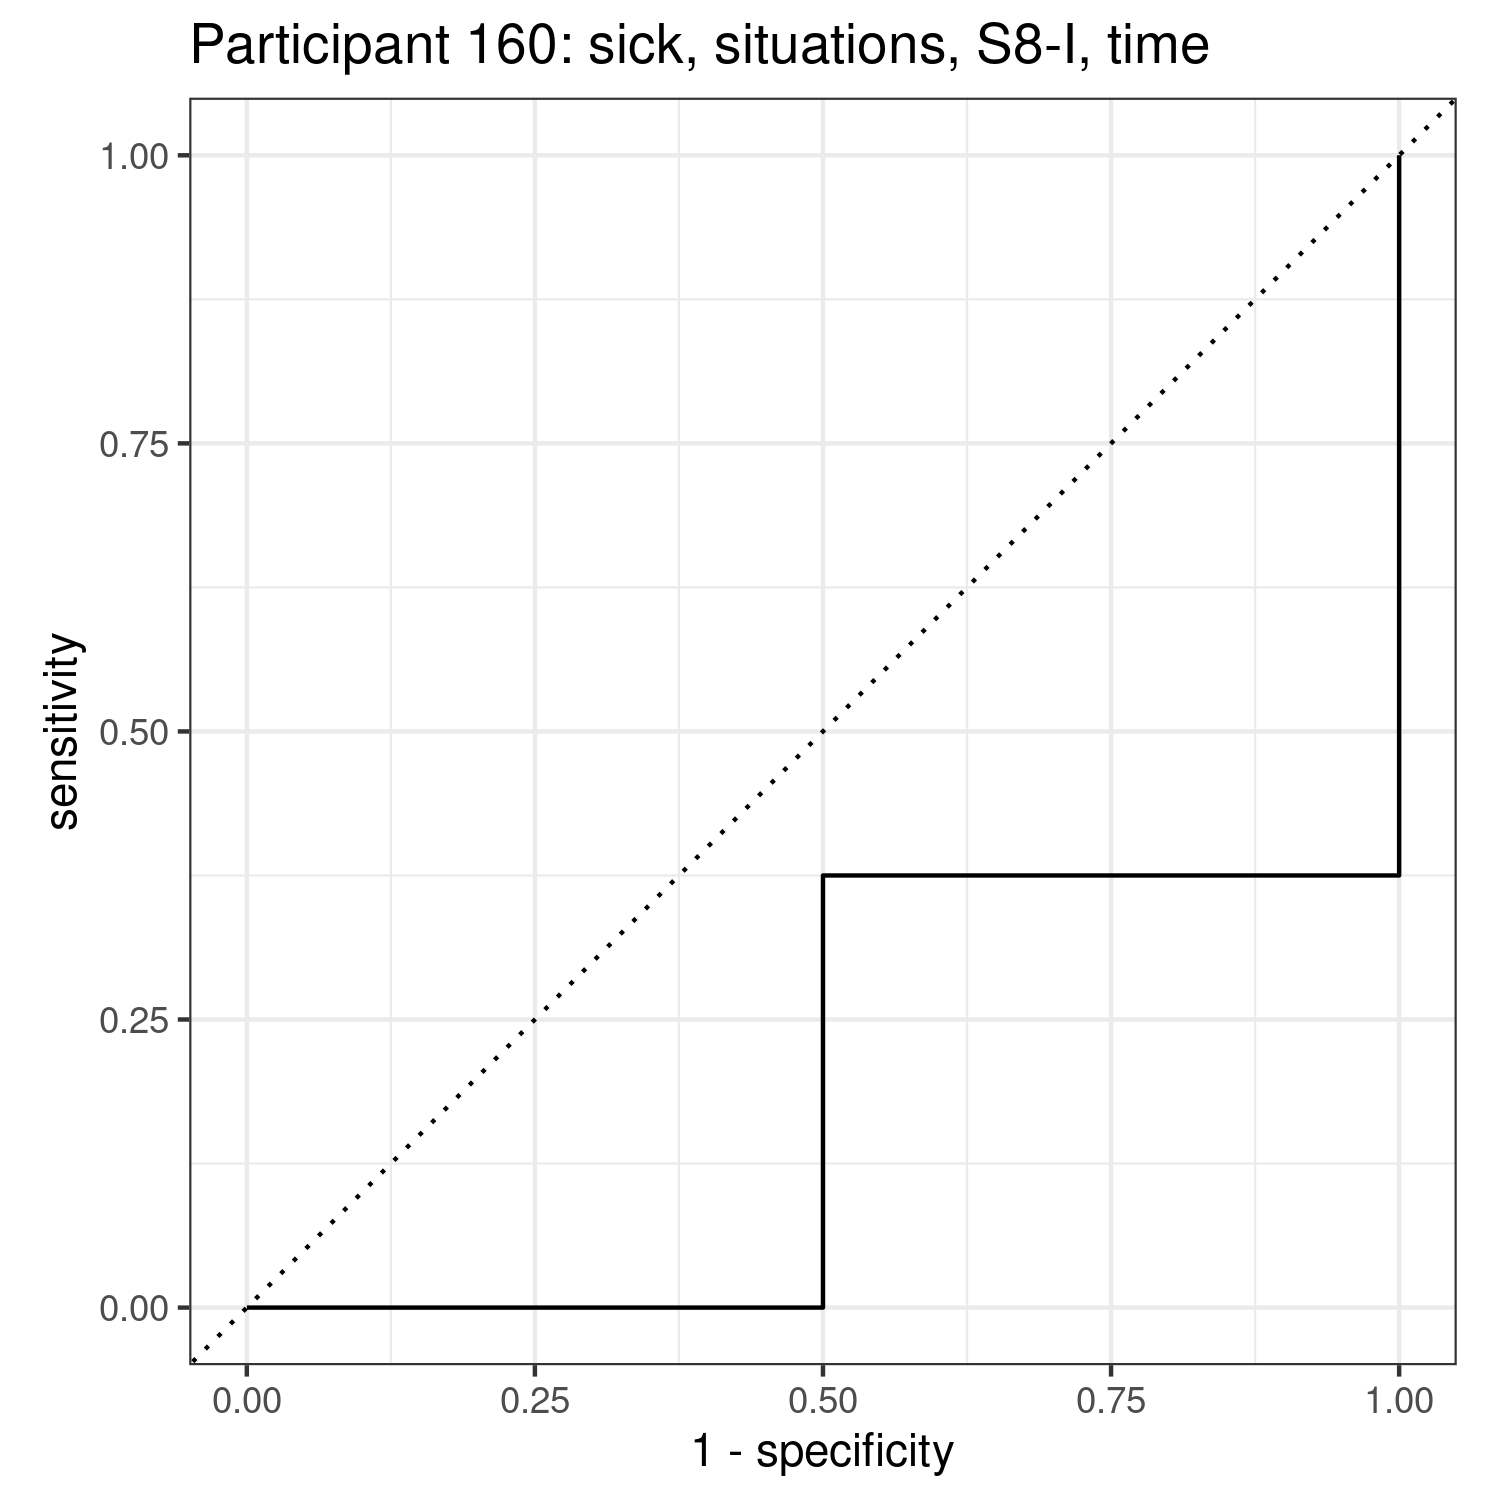 Participant 160: sick, situations, S8-I, time
1.00
0.75
0.50
0.25
0.00
sensitivity
0.00 0.25 0.50 0.75 1.00
1 - specificity